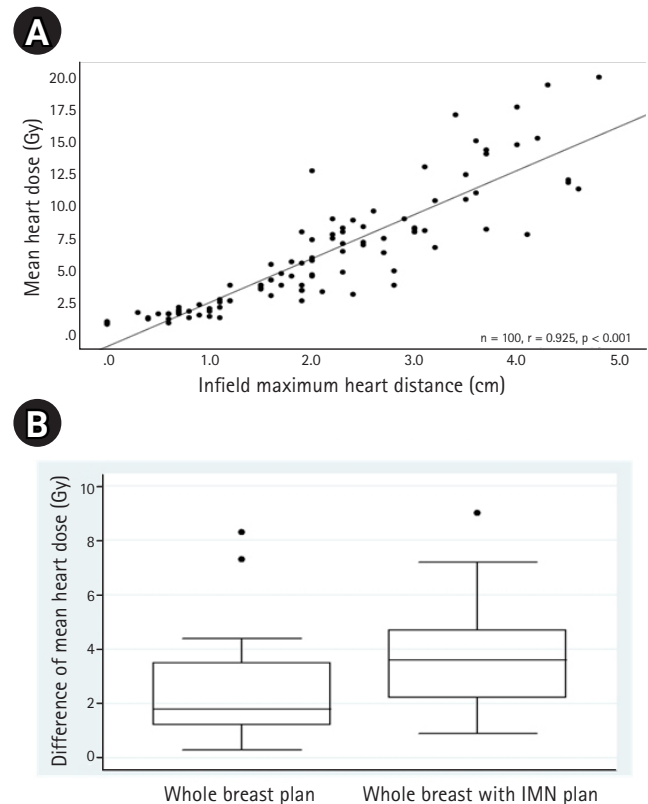 A
Mean heart dose (Gy)
20.0
17.5
15.0
12.5
10.0
7.5
5.0
2.5
.0
n = 100, r = 0.925, p < 0.001
.0 1.0 2.0 3.0 4.0 5.0
Infield maximum heart distance (cm)
B
Difference of mean heart dose (Gy)
10
8
6
4
2
0
Whole breast plan Whole breast with IMN plan